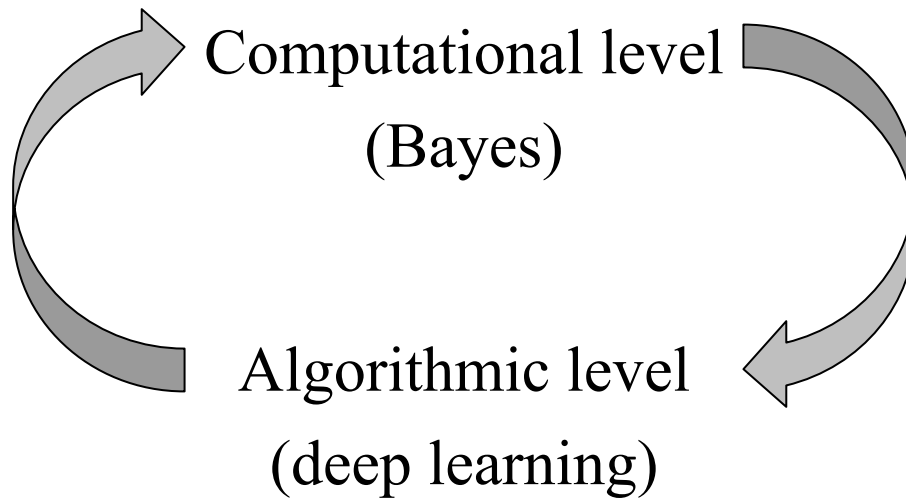 Computational level
(Bayes)
Algorithmic level
(deep learning)